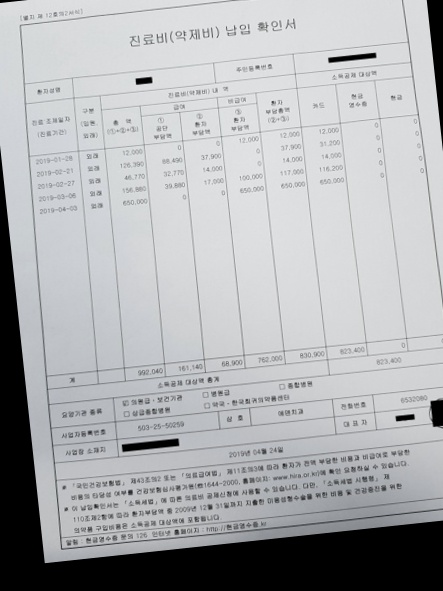 [별지 제 12호의2서식]
진료비(약제비) 납입 확인서
환자성명 주민등록번호
진료비(약제비) 내 역 소득공제 대상액
진료·조제일자 (진료기간) 구분 (입원, 외래) 총 액 (①+②+③) 급여 ① 공단 부담액 ② 환자 부담액 비급여 ③ 환자 부담액 환자 부담총액 (②+③) 카드 현금 영수증 현금
2019-01-28 외래 12,000 0 0 12,000 12,000 12,000 0 0
2019-02-21 외래 126,390 88,490 37,900 0 37,900 31,200 0
2019-02-27 외래 46,770 32,770 14,000 0 14,000 14,000 0 0
2019-03-06 외래 156,880 39,880 17,000 100,000 117,000 116,200 0 0
2019-04-03 외래 650,000 0 0 650,000 650,000 650,000 0 0
계 992,040 161,140 68,900 762,000 830,900 823,400 0
소득공제 대상액 총계 823,400
요양기관 종류 ☑ 의원급·보건기관 □ 병원급 □ 종합병원
□ 상급종합병원 □ 약국·한국희귀의약품센터
사업자등록번호 503-25-50259 상 호 에덴치과 전화번호 6532080
사업장 소재지 대 표 자
2019년 04월 24일
※ 「국민건강보험법」 제43조의2 또는 「의료급여법」 제11조의3에 따라 환자가 전액 부담한 비용과 비급여로 부담한
비용의 타당성 여부를 건강보험심사평가원(☎1644-2000, 홈페이지: www.hira.or.kr)에 확인 요청하실 수 있습니다.
※ 이 납입확인서는 「소득세법」에 따른 의료비 공제신청에 사용할 수 있습니다. 다만, 「소득세법 시행령」 제
110조제2항에 따라 환자부담액 중 2009년 12월 31일까지 지출한 미용성형수술을 위한 비용 및 건강증진을 위한
의약품 구입비용은 소득공제 대상액에 포함됩니다.
알림 : 현금영수증 문의 126 인터넷 홈페이지 : http://현금영수증.kr